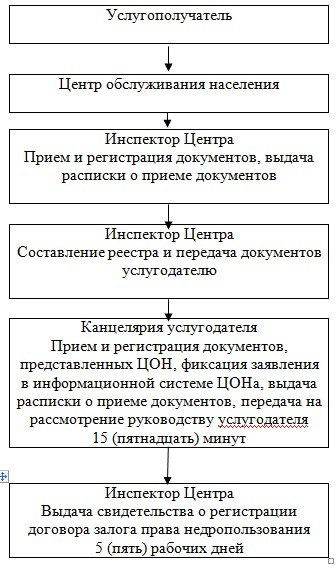 Услугополучатель
Центр обслуживания населения
Инспектор Центра
Прием и регистрация документов, выдача
расписки о приеме документов
Инспектор Центра
Составление реестра и передача документов
услугодателю
Канцелярия услугодателя
Прием и регистрация документов,
представленных ЦОН, фиксация заявления
в информационной системе ЦОНа, выдача
расписки о приеме документов, передача на
рассмотрение руководству услугодателя
15 (пятнадцать) минут
Инспектор Центра
Выдача свидетельства о регистрации
договора залога права недропользования
5 (пять) рабочих дней